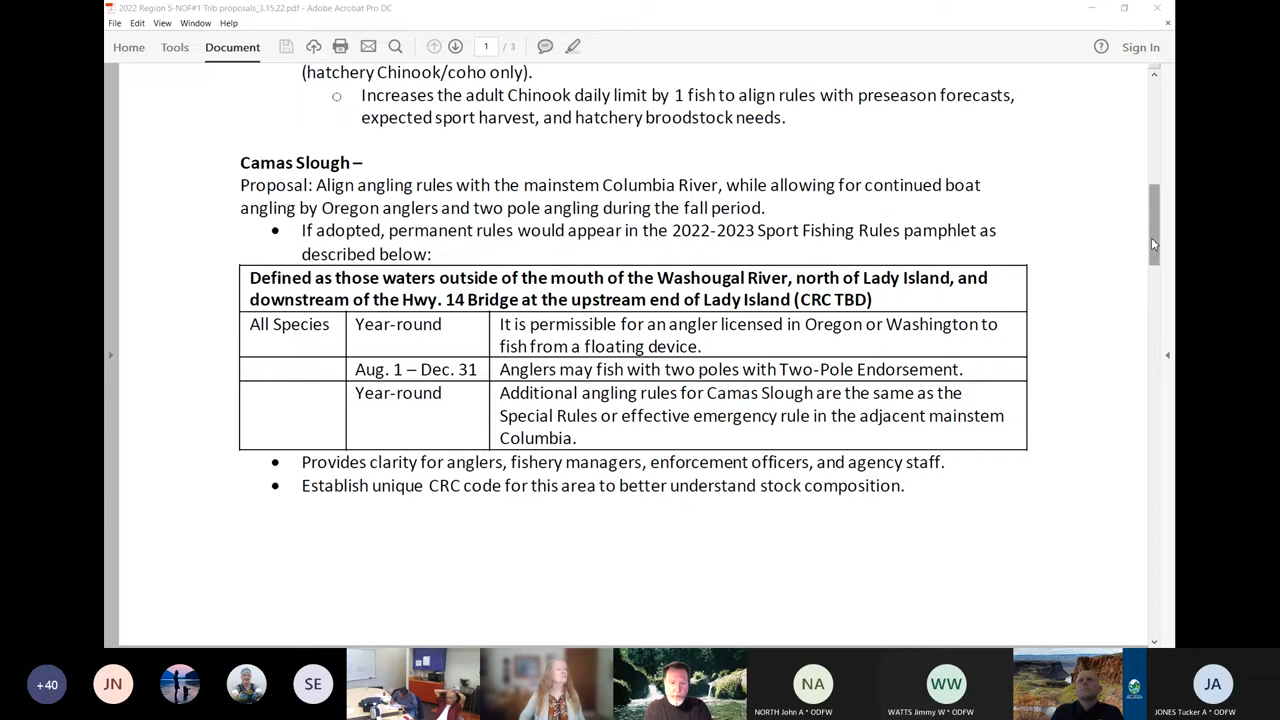 2022 Region 5-NOF#1 Trib proposals_3.15.22.pdf - Adobe Acrobat Pro DC
File Edit View Window Help
Home Tools Document 1 / 3 Sign In
(hatchery Chinook/coho only).
Increases the adult Chinook daily limit by 1 fish to align rules with preseason forecasts,
expected sport harvest, and hatchery broodstock needs.
Camas Slough –
Proposal: Align angling rules with the mainstem Columbia River, while allowing for continued boat
angling by Oregon anglers and two pole angling during the fall period.
If adopted, permanent rules would appear in the 2022-2023 Sport Fishing Rules pamphlet as
described below:
Defined as those waters outside of the mouth of the Washougal River, north of Lady Island, and
downstream of the Hwy. 14 Bridge at the upstream end of Lady Island (CRC TBD)
All Species Year-round It is permissible for an angler licensed in Oregon or Washington to
fish from a floating device.
Aug. 1 – Dec. 31 Anglers may fish with two poles with Two-Pole Endorsement.
Year-round Additional angling rules for Camas Slough are the same as the
Special Rules or effective emergency rule in the adjacent mainstem
Columbia.
Provides clarity for anglers, fishery managers, enforcement officers, and agency staff.
Establish unique CRC code for this area to better understand stock composition.
+40 JN SE NA WW JA
NORTH John A * ODFW WATTS Jimmy W * ODFW JONES Tucker A * ODFW